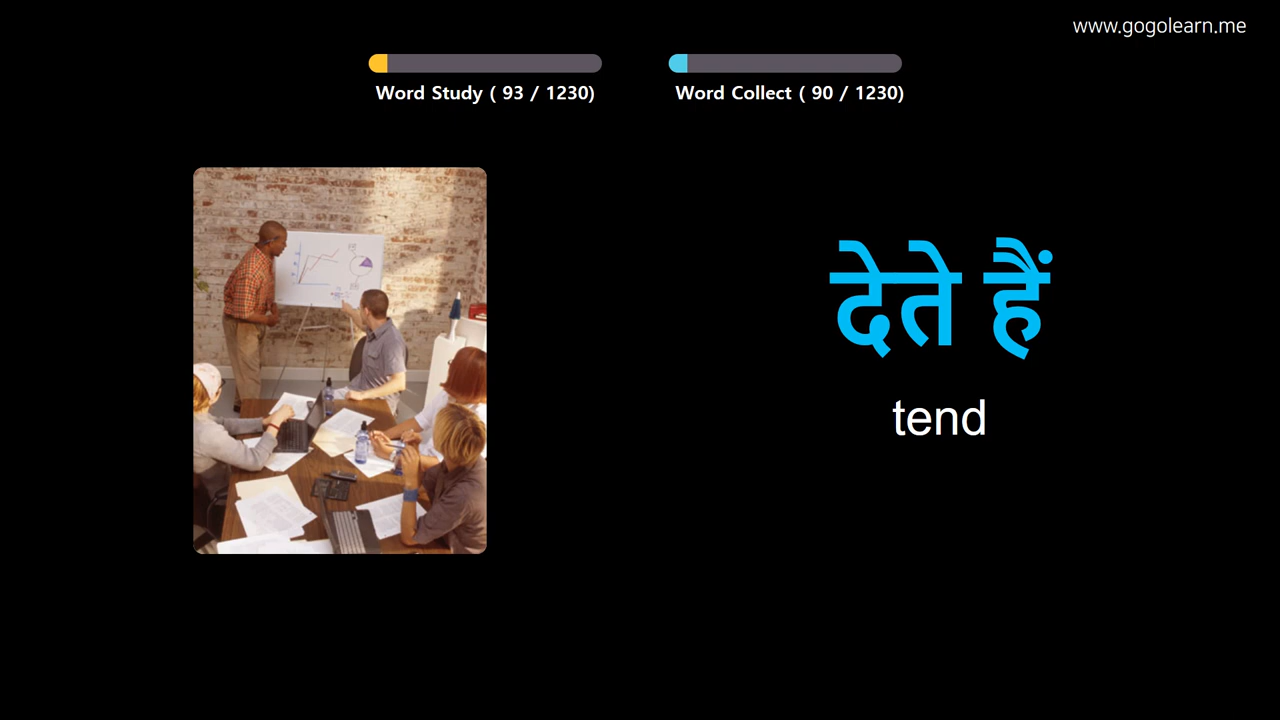 www.gogolearn.me
Word Study ( 93 / 1230)
Word Collect ( 90 / 1230)
देते हैं
tend